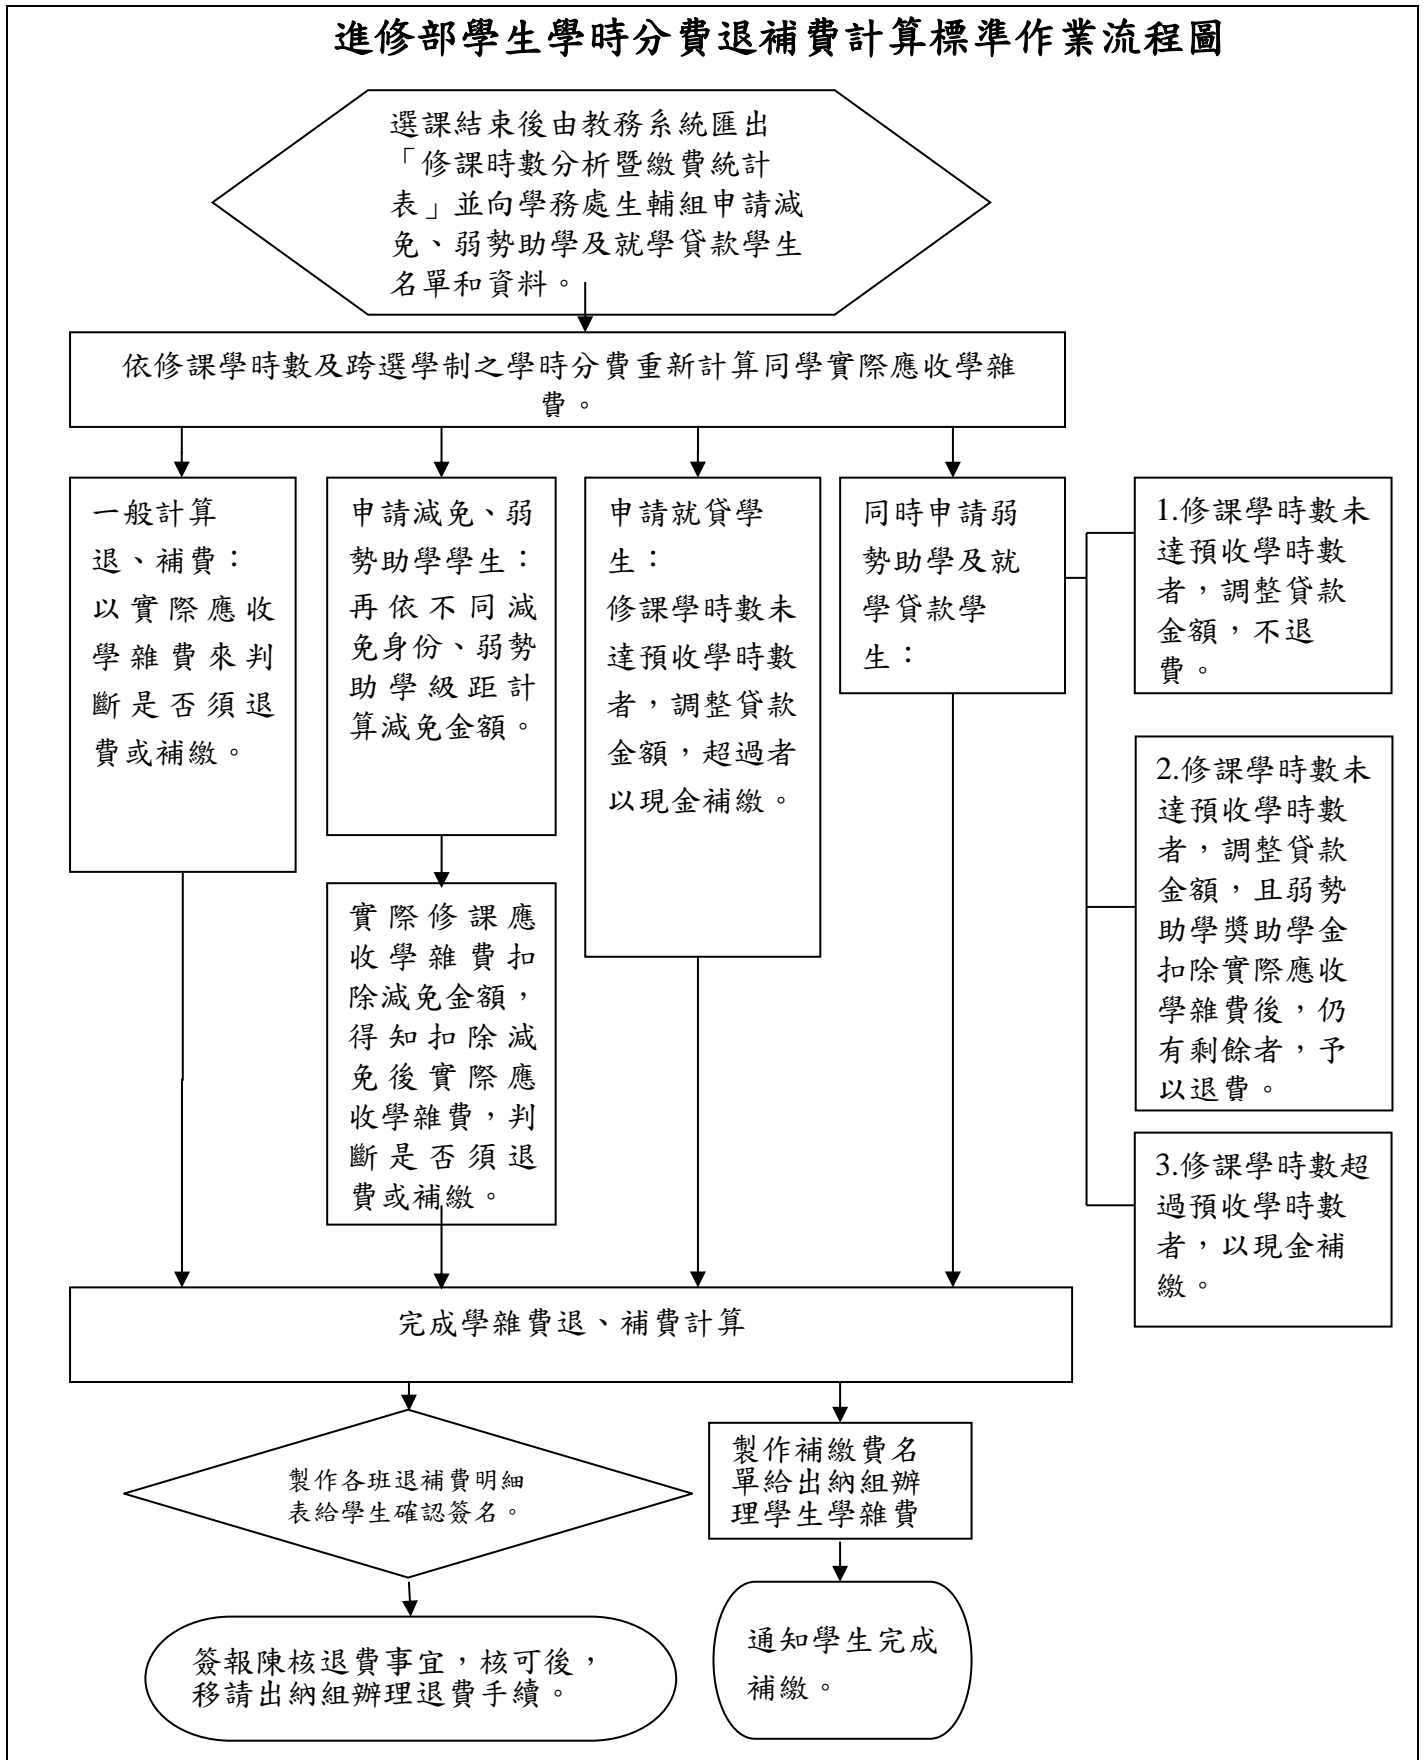 進修部學生學時分費退補費計算標準作業流程圖
選課結束後由教務系統匯出
「修課時數分析暨繳費統計
表」並向學務處生輔組申請減
免、弱勢助學及就學貸款學生
名單和資料。
依修課學時數及跨選學制之學時分費重新計算同學實際應收學雜
費。
一般計算
退、補費：
以實際應收
學雜費來判
斷是否須退
費或補繳。
申請減免、弱
勢助學學生：
再依不同減
免身份、弱勢
助學級距計
算減免金額。
實際修課應
收學雜費扣
除減免金額，
得知扣除減
免後實際應
收學雜費，判
斷是否須退
費或補繳。
申請就貸學
生：
修課學時數未
達預收學時數
者，調整貸款
金額，超過者
以現金補繳。
同時申請弱
勢助學及就
學貸款學
生：
1.修課學時數未
達預收學時數
者，調整貸款
金額，不退
費。
2.修課學時數未
達預收學時數
者，調整貸款
金額，且弱勢
助學獎助學金
扣除實際應收
學雜費後，仍
有剩餘者，予
以退費。
3.修課學時數超
過預收學時數
者，以現金補
繳。
完成學雜費退、補費計算
製作各班退補費明細
表給學生確認簽名。
簽報陳核退費事宜，核可後，
移請出納組辦理退費手續。
製作補繳費名
單給出納組辦
理學生學雜費
通知學生完成
補繳。